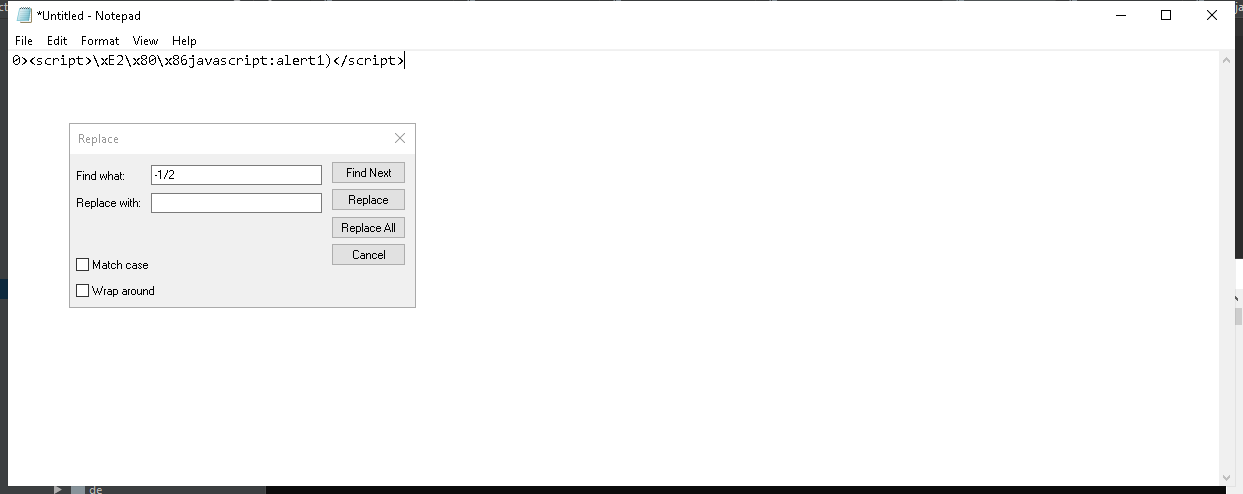 *Untitled - Notepad
File Edit Format View Help
0><script>\xE2\x80\x86javascript:alert1)</script>
Replace
Find what: -1/2 Find Next
Replace with: Replace
Replace All
Cancel
Match case
Wrap around
de